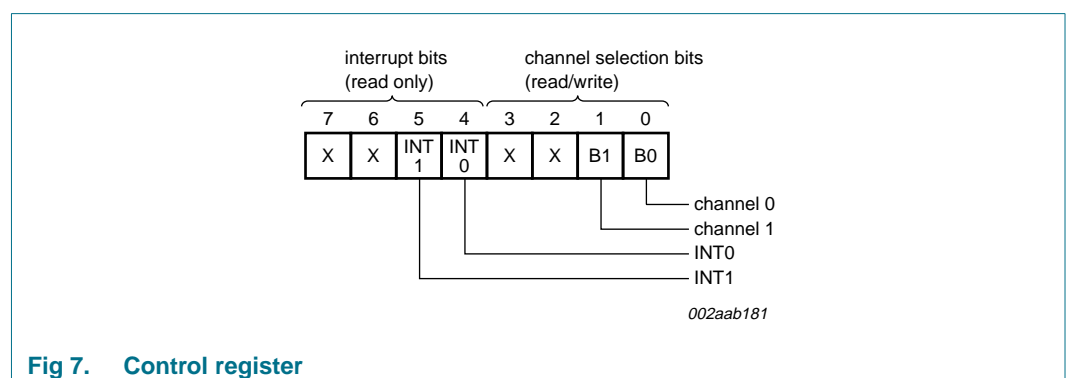 interrupt bits
(read only)
channel selection bits
(read/write)
7 6 5 4 3 2 1 0
X X INT 1 INT 0 X X B1 B0
channel 0
channel 1
INT0
INT1
002aab181
Fig 7. Control register